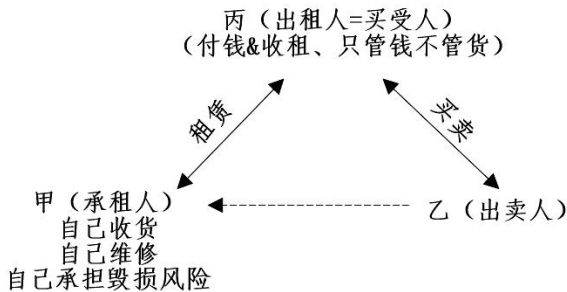 丙（出租人=买受人）
（付钱&收租、只管钱不管货）
租赁
买卖
甲（承租人）
自己收货
自己维修
自己承担毁损风险
乙（出卖人）